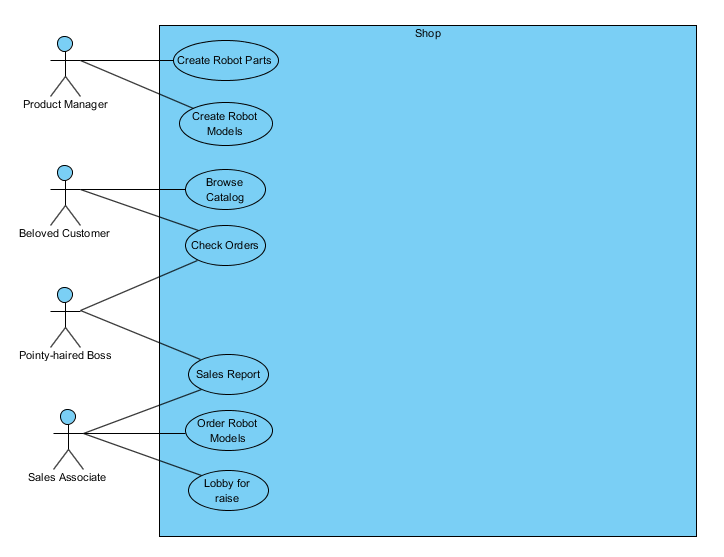 Shop
Create Robot Parts
Product Manager
Create Robot
Models
Browse
Catalog
Beloved Customer
Check Orders
Pointy-haired Boss
Sales Report
Order Robot
Models
Sales Associate
Lobby for
raise